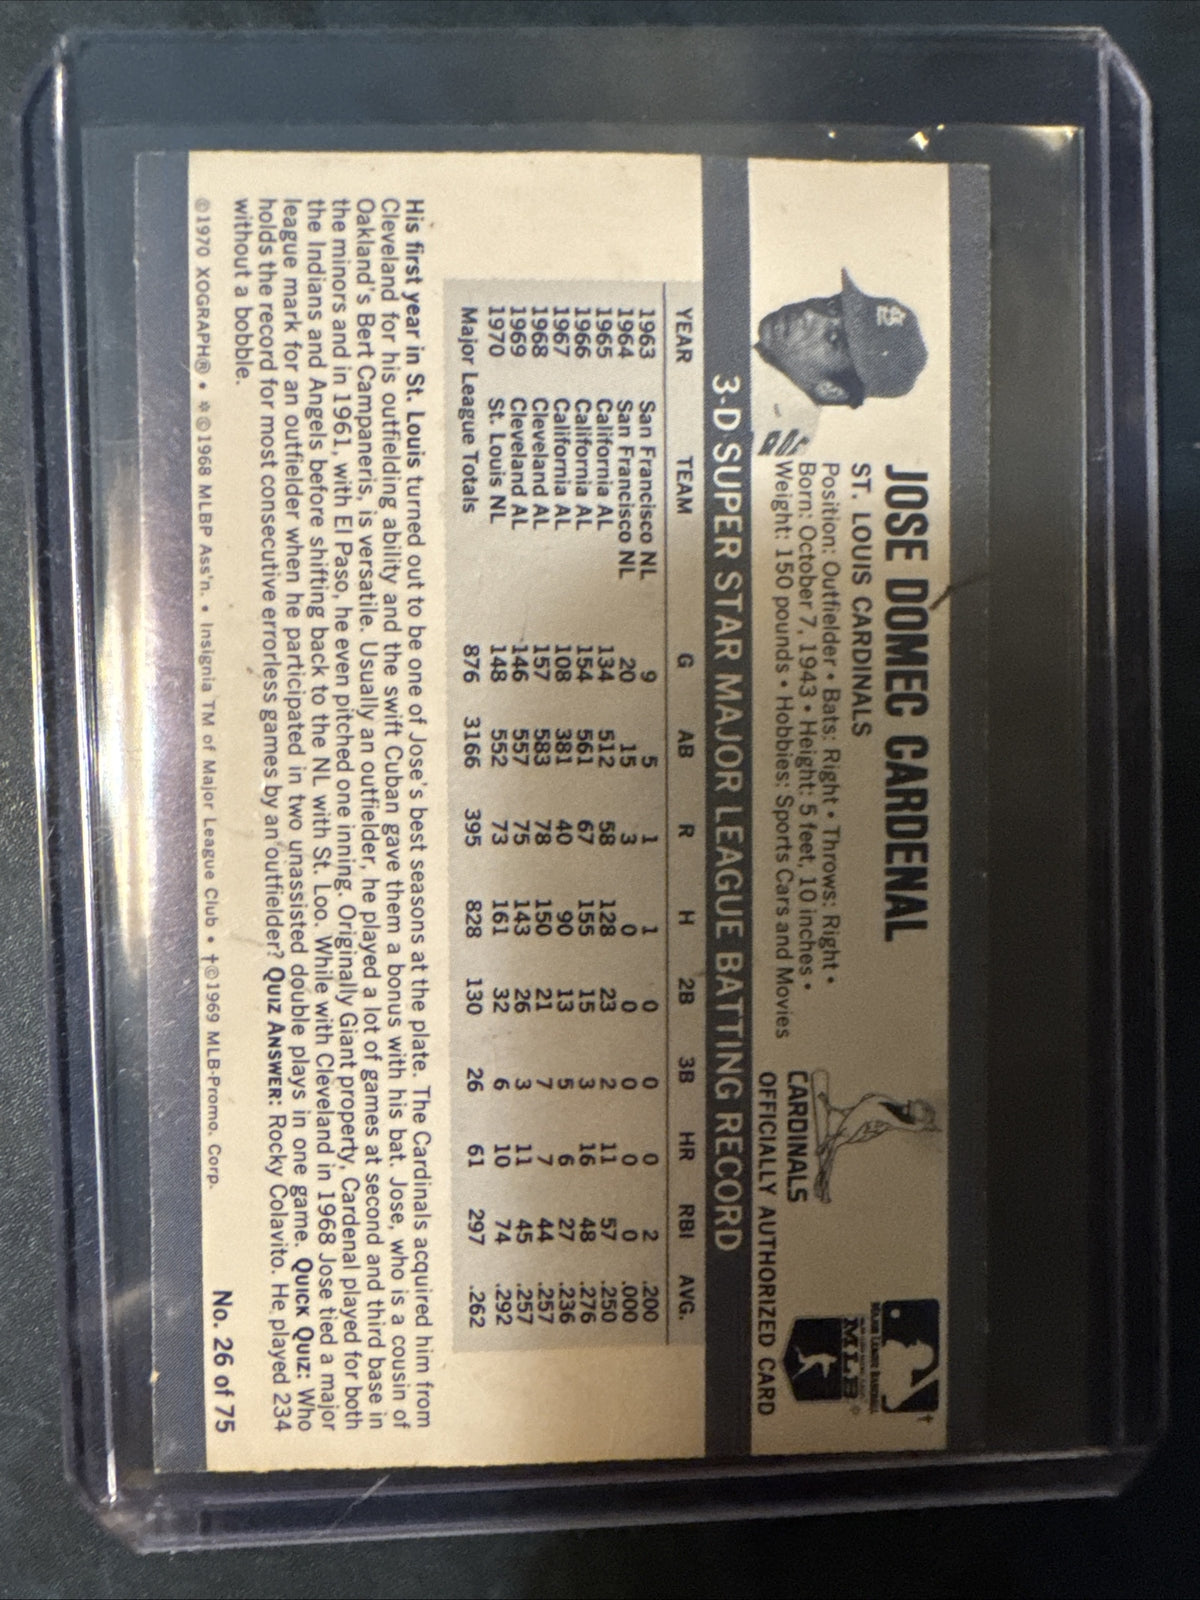 JOSE DOMEC CARDENAL
ST. LOUIS CARDINALS
Position: Outfielder • Bats: Right • Throws: Right •
Born: October 7, 1943 • Height: 5 feet, 10 inches •
Weight: 150 pounds • Hobbies: Sports Cars and Movies
CARDINALS
OFFICIALLY AUTHORIZED CARD
†
MAJOR LEAGUE BASEBALL
MLBP
3-D SUPER STAR MAJOR LEAGUE BATTING RECORD
YEAR TEAM G AB R H 2B 3B HR RBI AVG.
1963 San Francisco NL 9 5 1 1 0 0 0 2 .200
1964 San Francisco NL 20 15 3 0 0 0 0 0 .000
1965 California AL 134 512 58 128 23 2 11 57 .250
1966 California AL 154 561 67 155 15 3 16 48 .276
1967 California AL 108 381 40 90 13 5 6 27 .236
1968 Cleveland AL 157 583 78 150 21 7 7 44 .257
1969 Cleveland AL 146 557 75 143 26 3 11 45 .257
1970 St. Louis NL 148 552 73 161 32 6 10 74 .292
Major League Totals 876 3166 395 828 130 26 61 297 .262
His first year in St. Louis turned out to be one of Jose's best seasons at the plate. The Cardinals acquired him from
Cleveland for his outfielding ability and the swift Cuban gave them a bonus with his bat. Jose, who is a cousin of
Oakland's Bert Campaneris, is versatile. Usually an outfielder, he played a lot of games at second and third base in
the minors and in 1961, with El Paso, he even pitched one inning. Originally Giant property, Cardenal played for both
the Indians and Angels before shifting back to the NL with St. Loo. While with Cleveland in 1968 Jose tied a major
league mark for an outfielder when he participated in two unassisted double plays in one game. QUICK QUIZ: Who
holds the record for most consecutive errorless games by an outfielder? QUIZ ANSWER: Rocky Colavito. He played 234
without a bobble.
©1970 XOGRAPH® • *©1968 MLBP Ass'n. • Insignia TM of Major League Club • †©1969 MLB-Promo. Corp.
No. 26 of 75